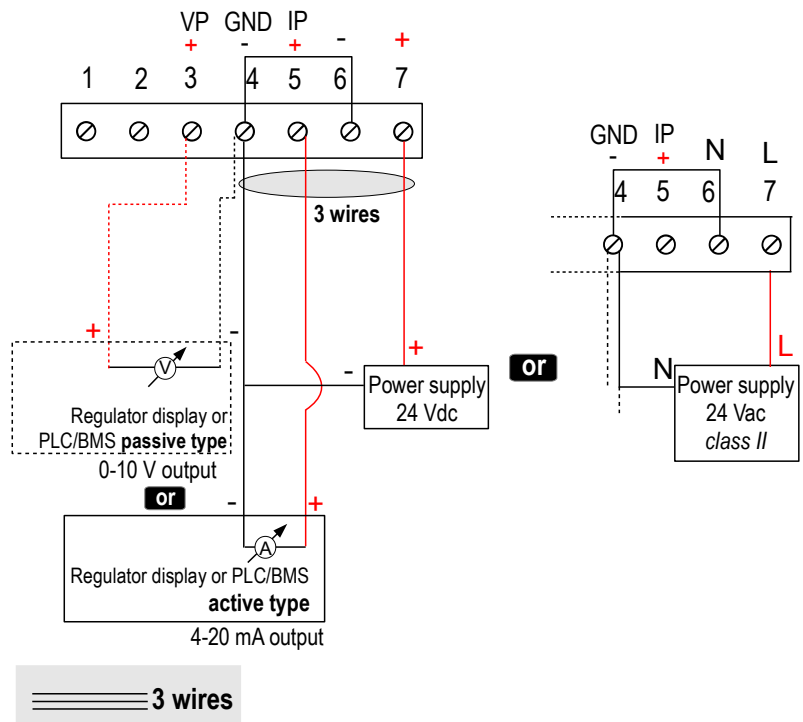 VP GND IP
+ - + - +
1 2 3 4 5 6 7
3 wires
+ - - +
V
Regulator display or
PLC/BMS passive type
0-10 V output
or
Power supply
24 Vdc
- +
A
Regulator display or PLC/BMS
active type
4-20 mA output
3 wires
or
GND IP N L
- +
4 5 6 7
N L
Power supply
24 Vac
class II